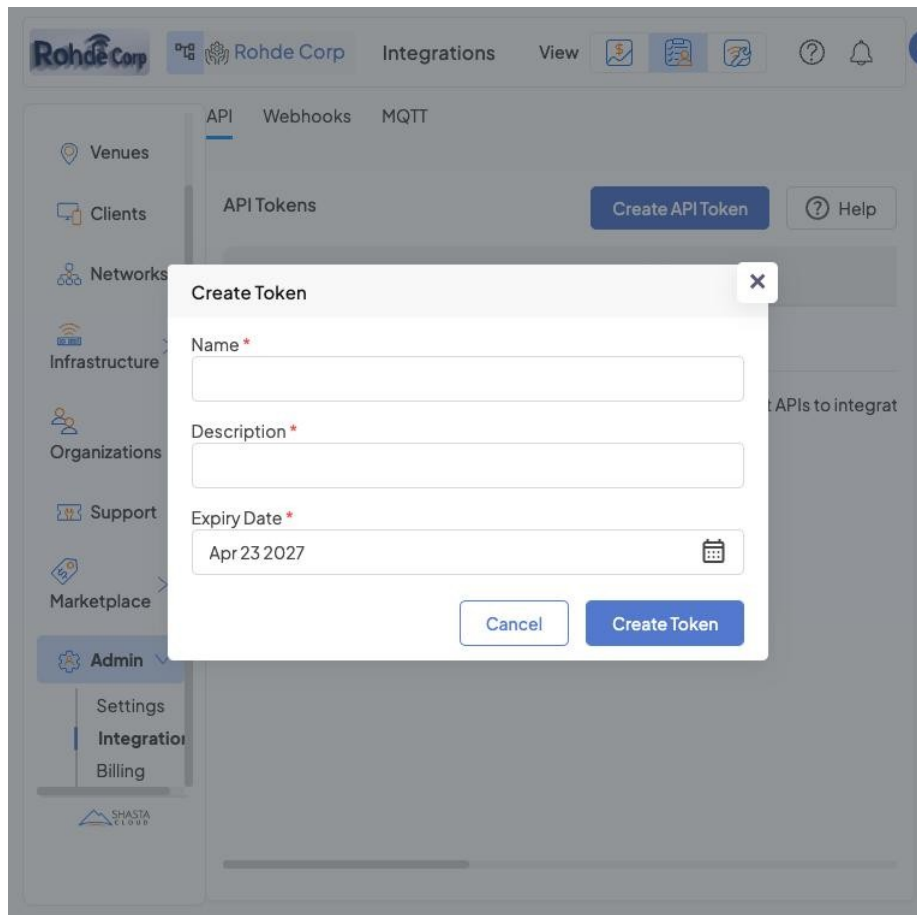 Rohde Corp
Rohde Corp
Integrations
View
API
Webhooks
MQTT
Venues
Clients
Networks
Infrastructure
Organizations
Support
Marketplace
Admin
Settings
Integration
Billing
SHASTA
CLOUD
API Tokens
Create API Token
Help
t APIs to integrat
Create Token
Name *
Description *
Expiry Date *
Apr 23 2027
Cancel
Create Token